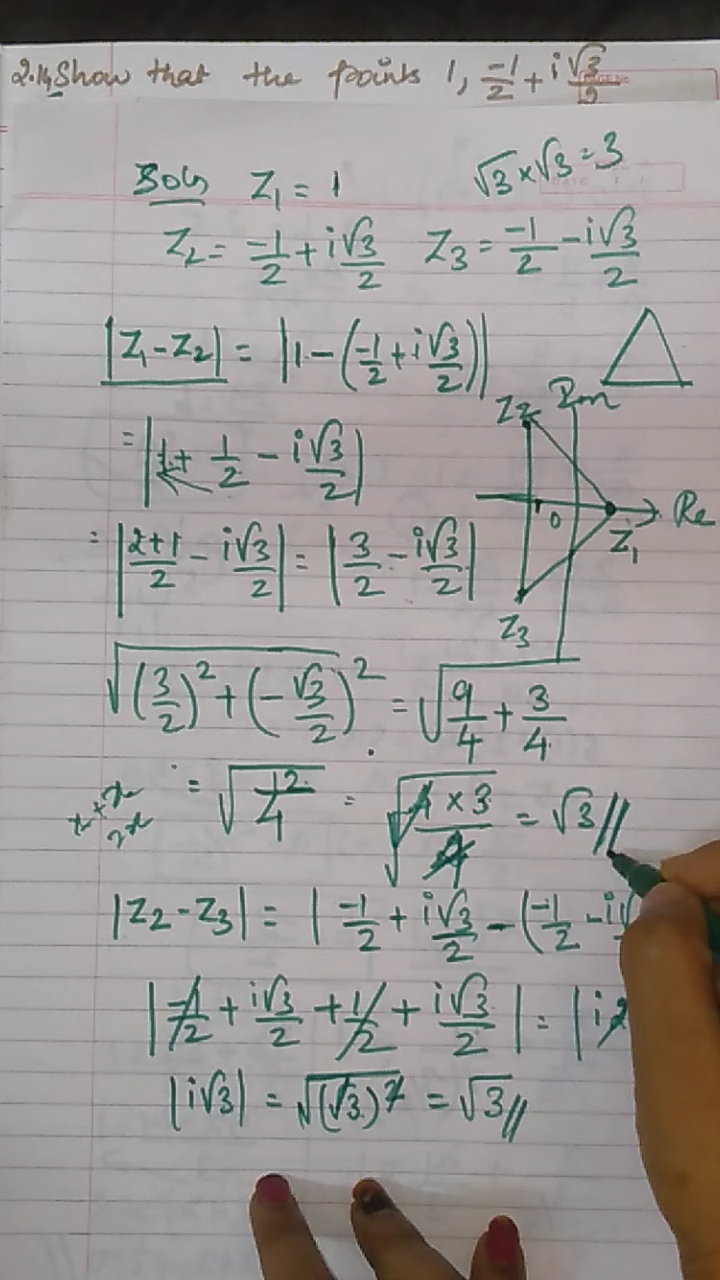 2.14 Show that the points 1, -1/2 + i√3/2
Soln Z₁ = 1
√3 × √3 = 3
Z₂ = -1/2 + i√3/2 Z₃ = -1/2 - i√3/2
|Z₁ - Z₂| = |1 - (-1/2 + i√3/2)|
= |1 + 1/2 - i√3/2|
= |2+1/2 - i√3/2| = |3/2 - i√3/2|
Z₂ Im
0 Re
Z₁
Z₃
√(3/2)² + (-√3/2)² = √9/4 + 3/4
= √12/4 = √4 × 3/4 = √3//
|Z₂ - Z₃| = |-1/2 + i√3/2 - (-1/2 - i√
|-1/2 + i√3/2 + 1/2 + i√3/2| = |i2
|i√3| = √(√3)² = √3//